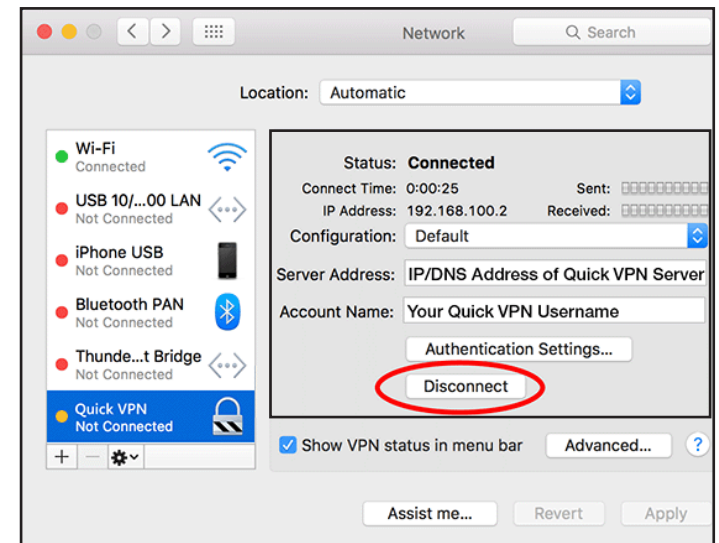 Network
Search
Location: Automatic
Wi-Fi
Connected
USB 10/...00 LAN
Not Connected
iPhone USB
Not Connected
Bluetooth PAN
Not Connected
Thunde...t Bridge
Not Connected
Quick VPN
Not Connected
Status: Connected
Connect Time: 0:00:25 Sent:
IP Address: 192.168.100.2 Received:
Configuration: Default
Server Address: IP/DNS Address of Quick VPN Server
Account Name: Your Quick VPN Username
Authentication Settings...
Disconnect
Show VPN status in menu bar Advanced... ?
Assist me... Revert Apply